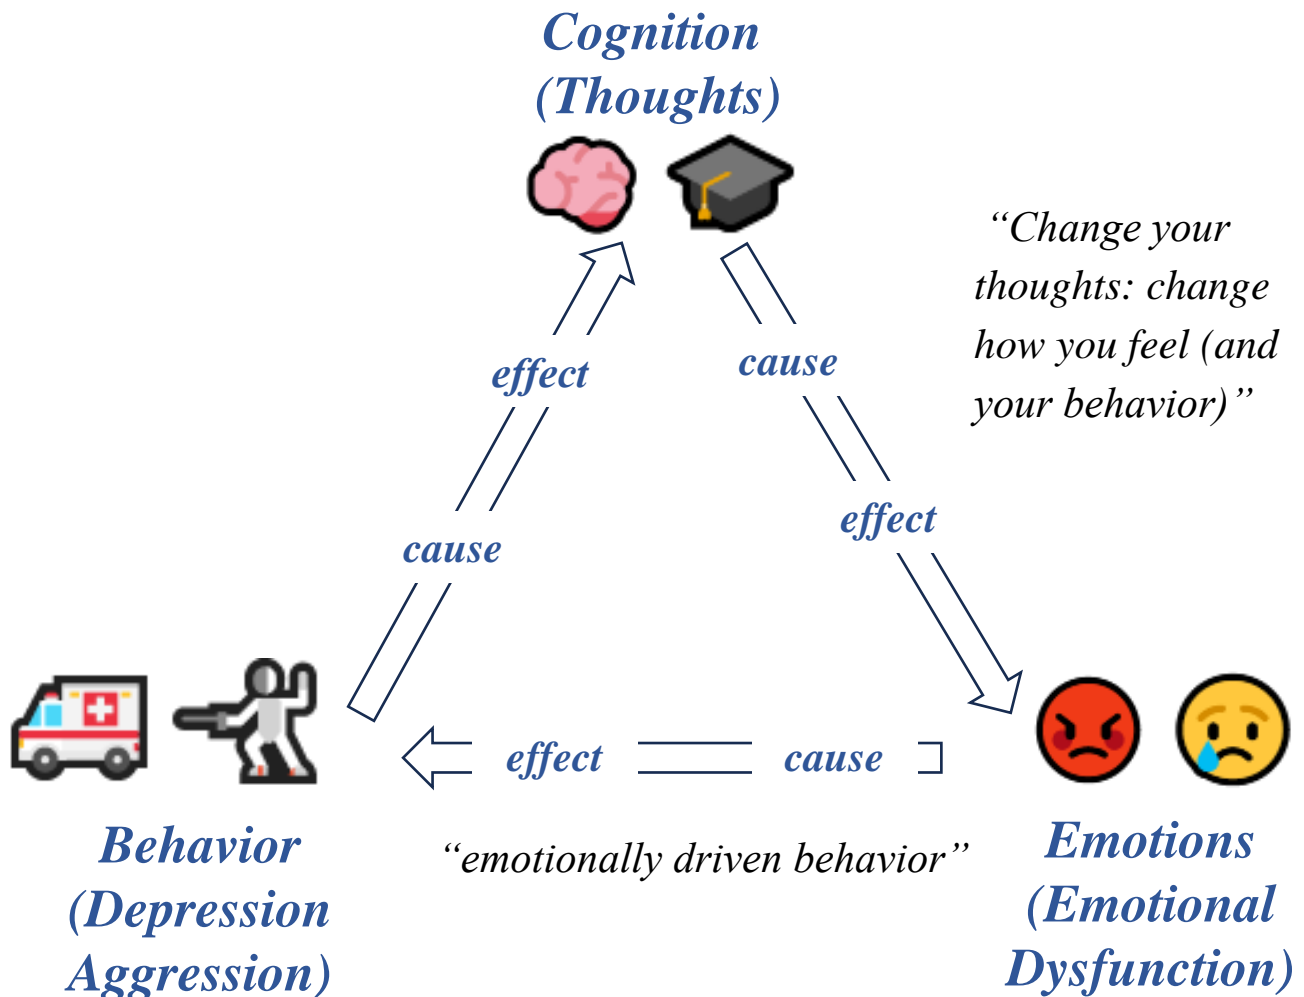 Cognition
(Thoughts)
“Change your
thoughts: change
how you feel (and
your behavior)”
effect
cause
effect
cause
effect
cause
Behavior
(Depression
Aggression)
“emotionally driven behavior”
Emotions
(Emotional
Dysfunction)